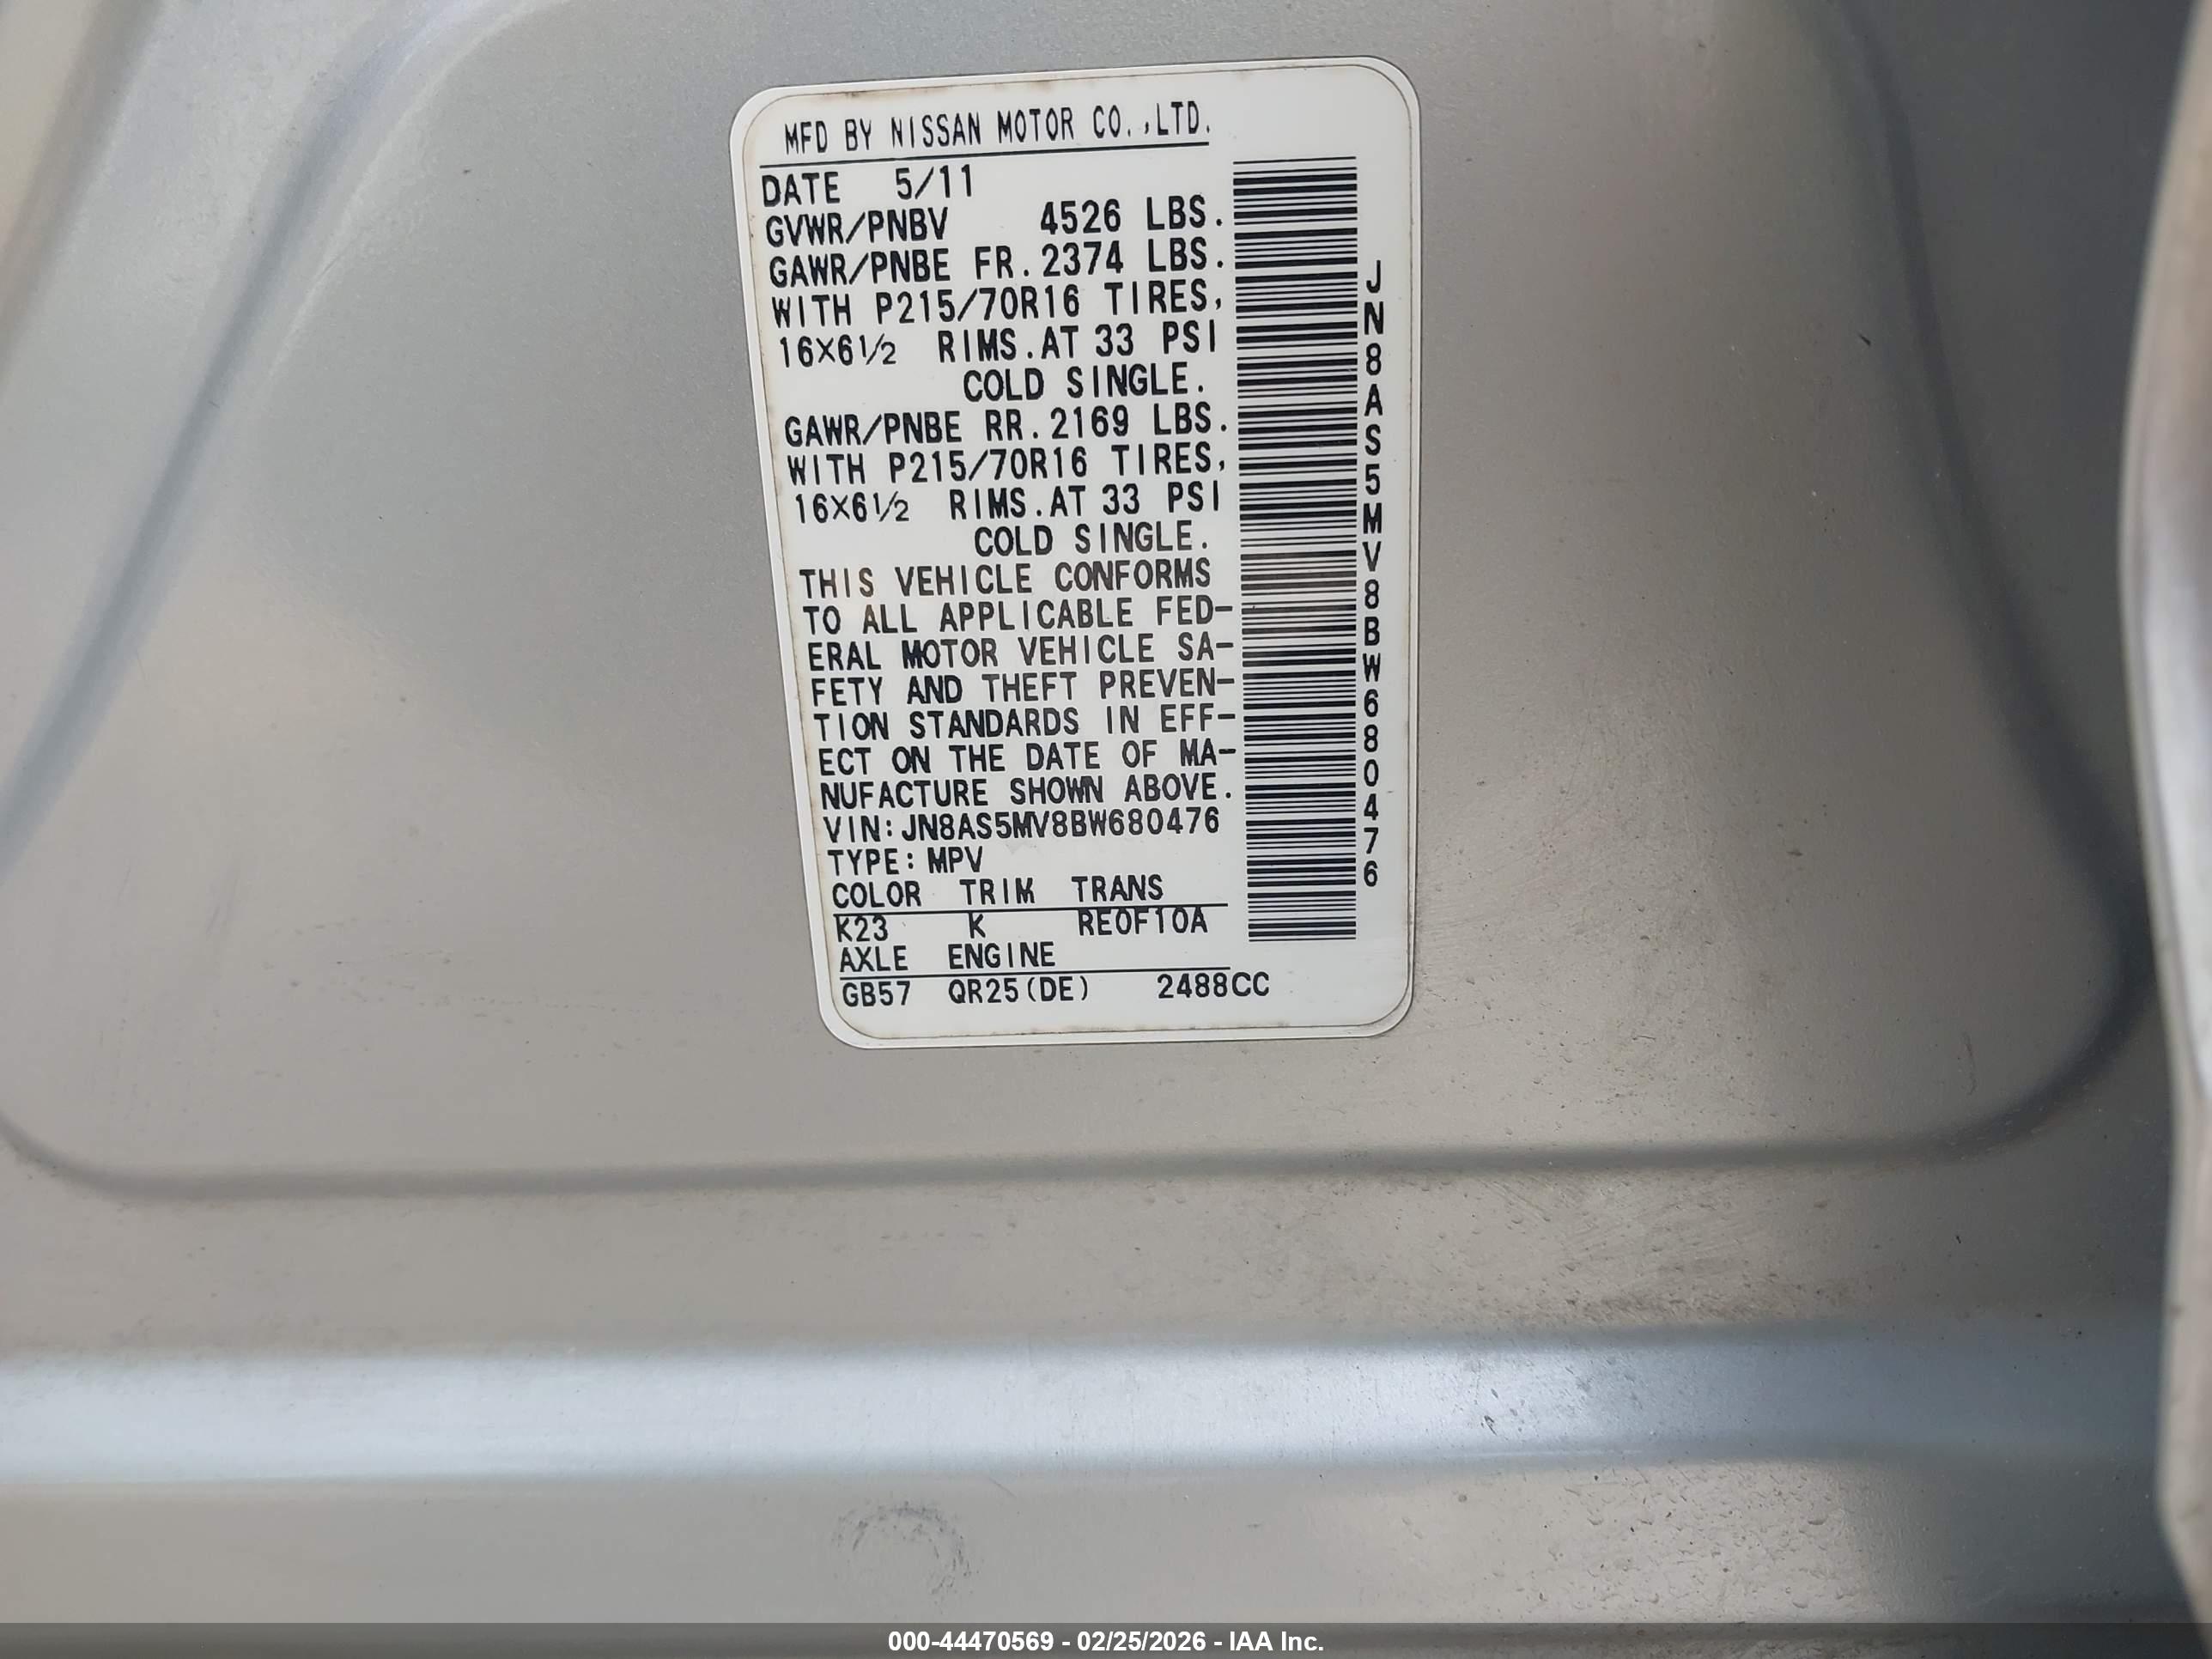 MFD BY NISSAN MOTOR CO.,LTD.
DATE 5/11
GVWR/PNBV 4526 LBS.
GAWR/PNBE FR. 2374 LBS.
WITH P215/70R16 TIRES,
16X6 1/2 RIMS. AT 33 PSI
COLD SINGLE.
GAWR/PNBE RR. 2169 LBS.
WITH P215/70R16 TIRES,
16X6 1/2 RIMS. AT 33 PSI
COLD SINGLE.
THIS VEHICLE CONFORMS
TO ALL APPLICABLE FED-
ERAL MOTOR VEHICLE SA-
FETY AND THEFT PREVEN-
TION STANDARDS IN EFF-
ECT ON THE DATE OF MA-
NUFACTURE SHOWN ABOVE.
VIN: JN8AS5MV8BW680476
TYPE: MPV
COLOR TRIM TRANS
K23 K RE0F10A
AXLE ENGINE
GB57 QR25(DE) 2488CC
JN8AS5MV8BW680476
000-44470569 - 02/25/2026 - IAA Inc.